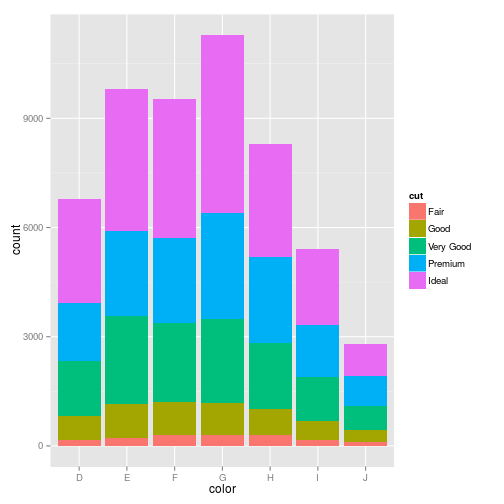 count
9000
6000
3000
0
D E F G H I J
color
cut
Fair
Good
Very Good
Premium
Ideal